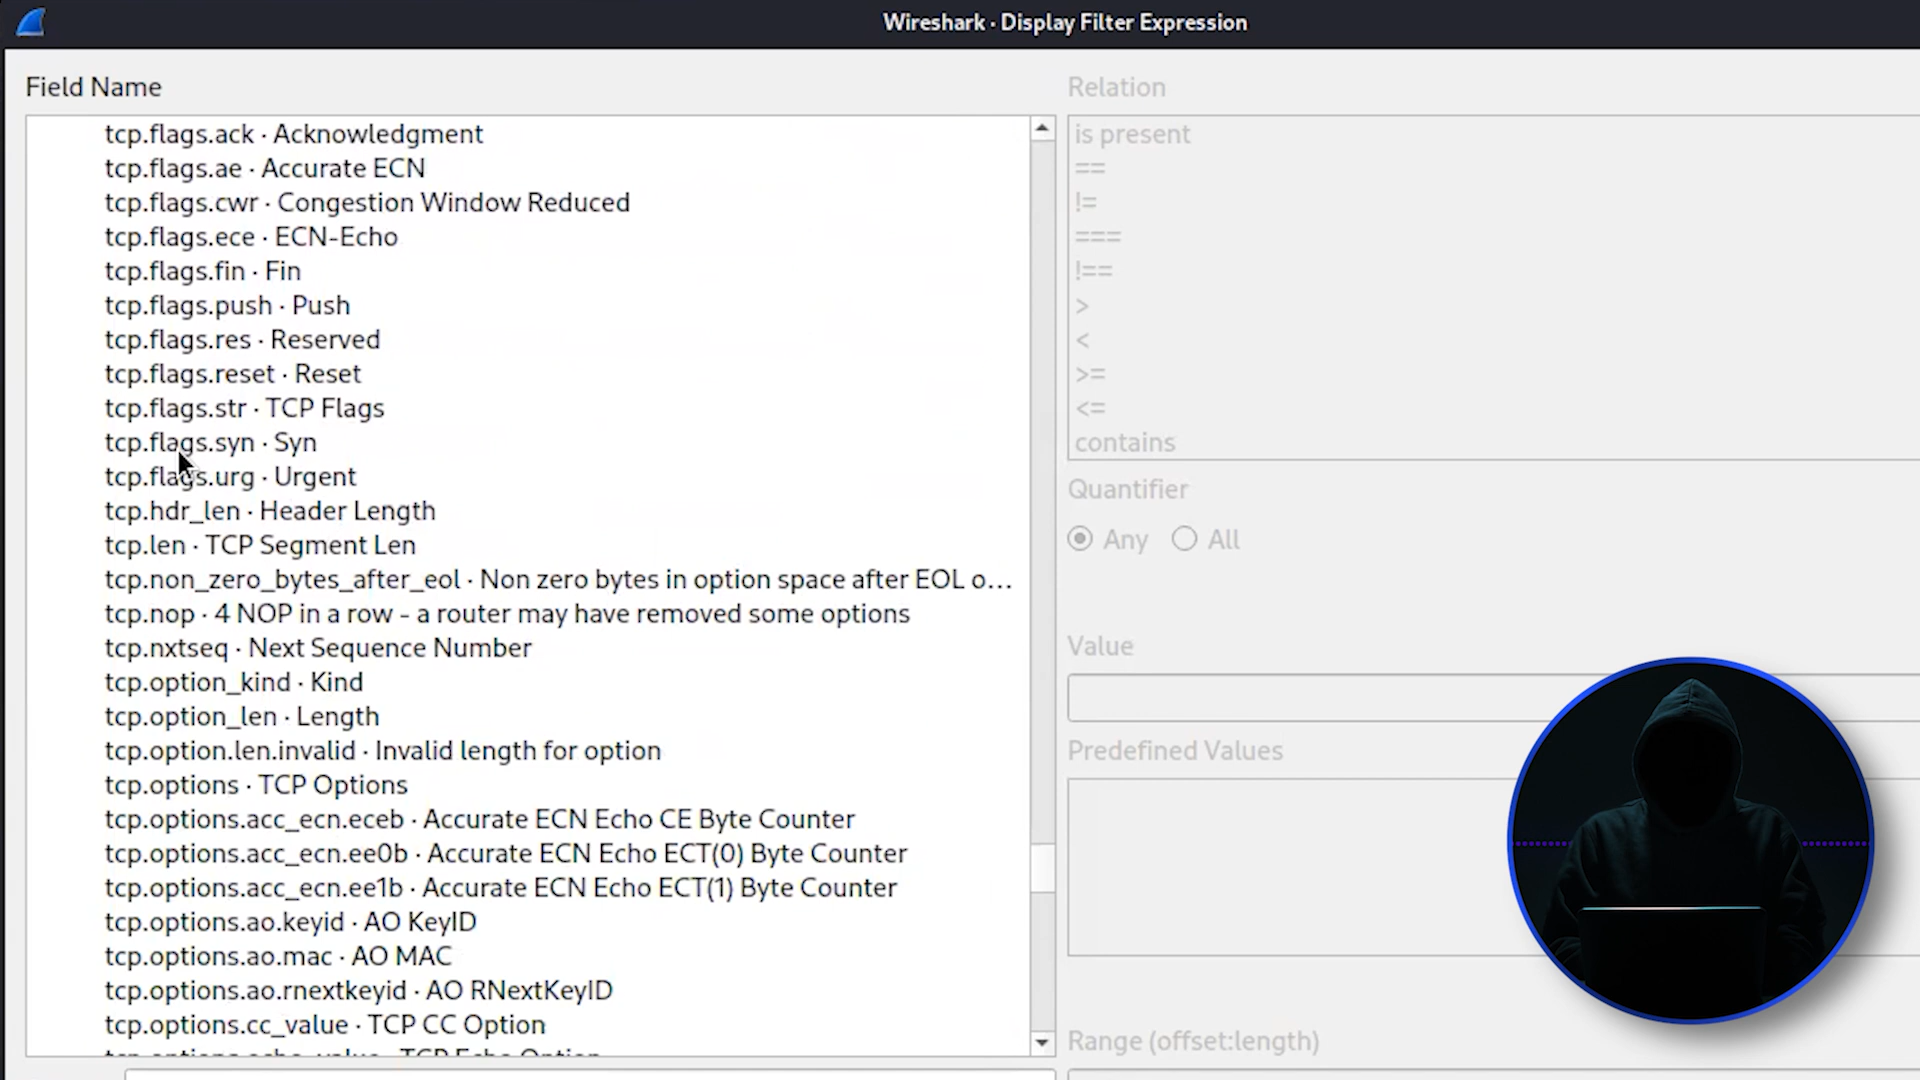 Wireshark · Display Filter Expression
Field Name
tcp.flags.ack · Acknowledgment
tcp.flags.ae · Accurate ECN
tcp.flags.cwr · Congestion Window Reduced
tcp.flags.ece · ECN-Echo
tcp.flags.fin · Fin
tcp.flags.push · Push
tcp.flags.res · Reserved
tcp.flags.reset · Reset
tcp.flags.str · TCP Flags
tcp.flags.syn · Syn
tcp.flags.urg · Urgent
tcp.hdr_len · Header Length
tcp.len · TCP Segment Len
tcp.non_zero_bytes_after_eol · Non zero bytes in option space after EOL o...
tcp.nop · 4 NOP in a row - a router may have removed some options
tcp.nxtseq · Next Sequence Number
tcp.option_kind · Kind
tcp.option_len · Length
tcp.option.len.invalid · Invalid length for option
tcp.options · TCP Options
tcp.options.acc_ecn.eceb · Accurate ECN Echo CE Byte Counter
tcp.options.acc_ecn.ee0b · Accurate ECN Echo ECT(0) Byte Counter
tcp.options.acc_ecn.ee1b · Accurate ECN Echo ECT(1) Byte Counter
tcp.options.ao.keyid · AO KeyID
tcp.options.ao.mac · AO MAC
tcp.options.ao.rnextkeyid · AO RNextKeyID
tcp.options.cc_value · TCP CC Option
tcp.options.echo_value · TCP Echo Option
Relation
is present
==
!=
===
!==
>
<
>=
<=
contains
Quantifier
Any All
Value
Predefined Values
Range (offset:length)